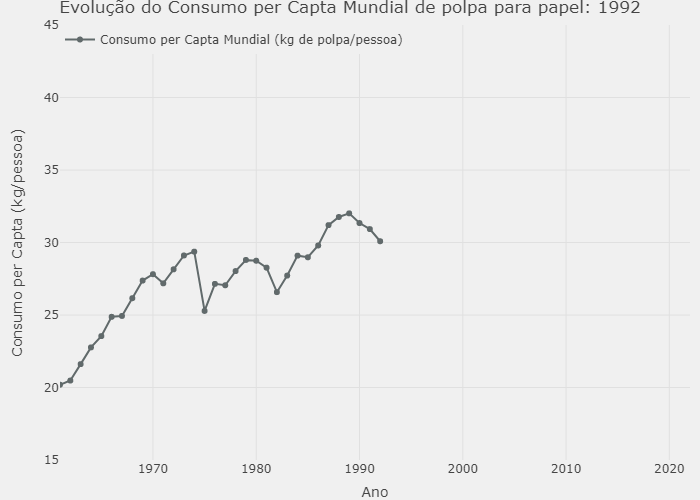 Evolução do Consumo per Capta Mundial de polpa para papel: 1992
Consumo per Capta Mundial (kg de polpa/pessoa)
Consumo per Capta (kg/pessoa)
45
40
35
30
25
20
15
1970 1980 1990 2000 2010 2020
Ano